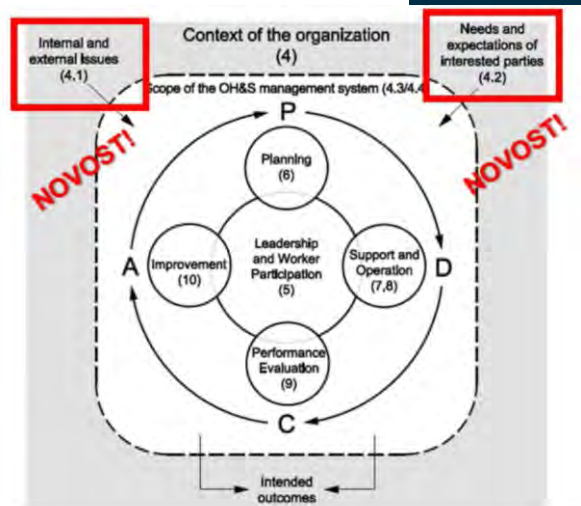 Internal and
external Issues
(4.1)
Context of the organization
(4)
Needs and
expectations of
interested parties
(4.2)
Scope of the OH&S management system (4.3/4.4
NOVOST!
NOVOST!
P
Planning
(6)
A
Improvement
(10)
Leadership
and Worker
Participation
(5)
Support and
Operation
(7,8)
D
Performance
Evaluation
(9)
C
Intended
outcomes